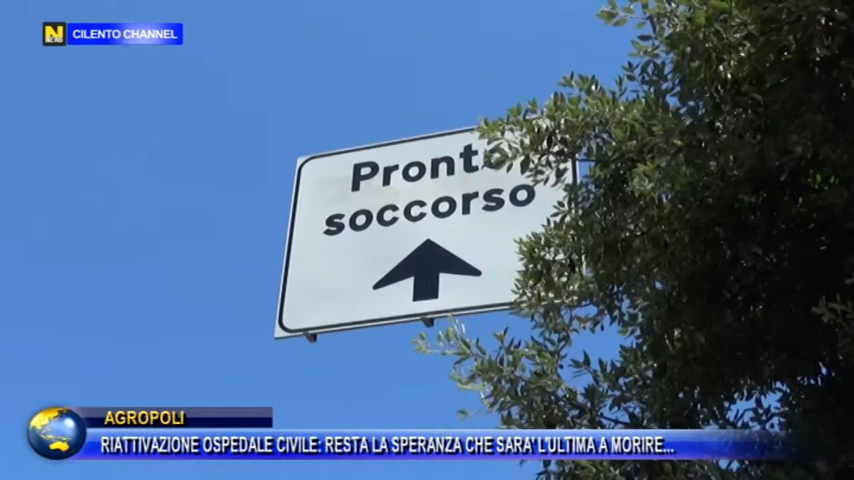 CILENTO CHANNEL
Pronto
soccorso
AGROPOLI
RIATTIVAZIONE OSPEDALE CIVILE: RESTA LA SPERANZA CHE SARA' L'ULTIMA A MORIRE...